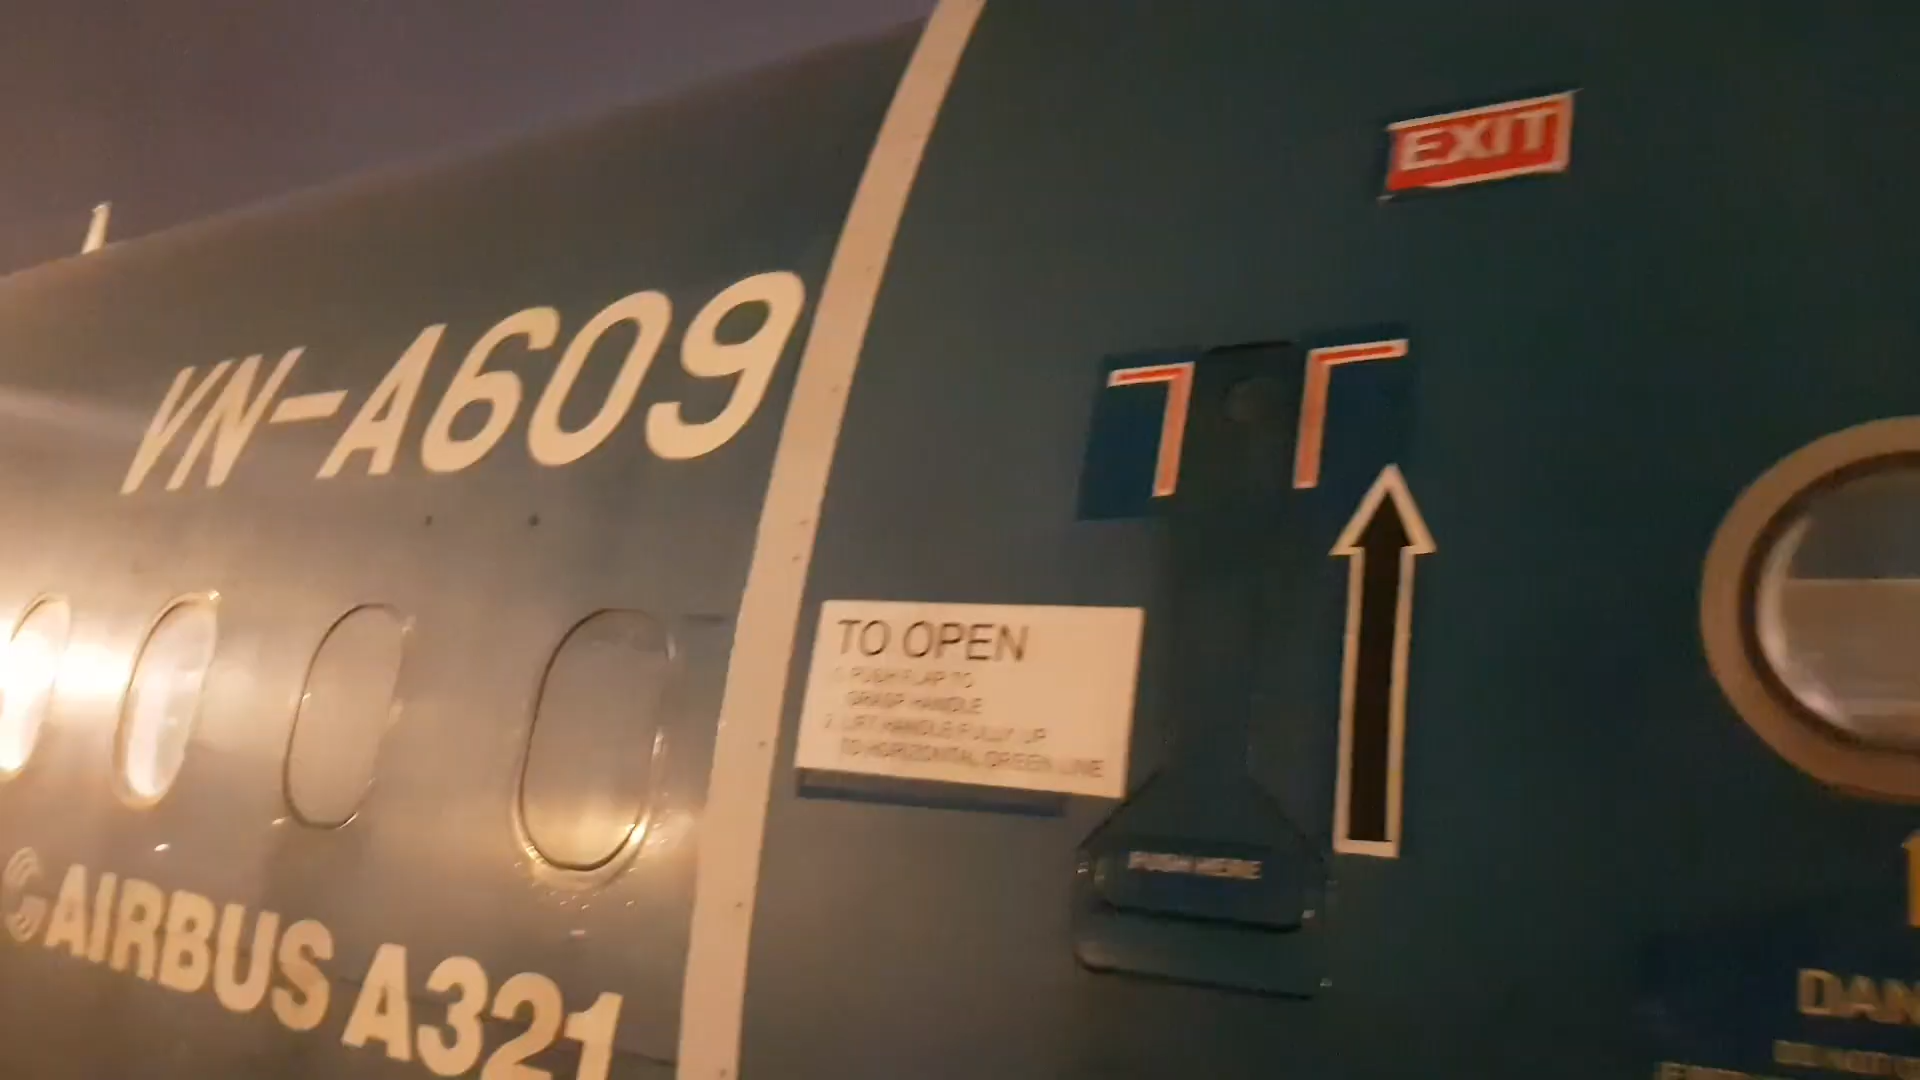 EXIT
VN-A609
TO OPEN
1. PUSH FLAP TO
GRASP HANDLE
2. LIFT HANDLE FULLY UP
TO HORIZONTAL GREEN LINE
PUSH HERE
AIRBUS A321
DAN